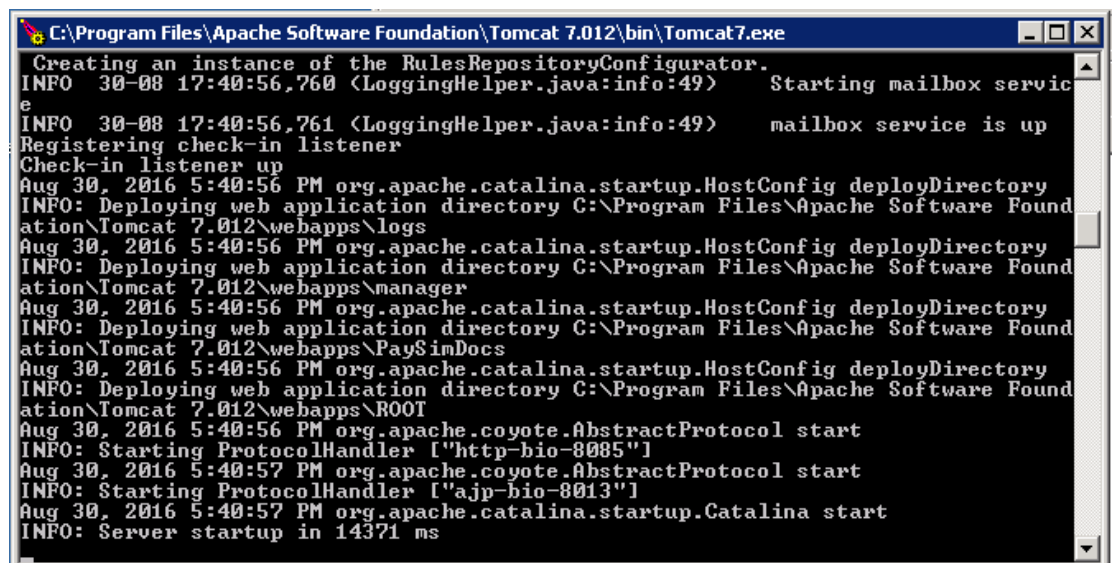 C:\Program Files\Apache Software Foundation\Tomcat 7.012\bin\Tomcat7.exe
Creating an instance of the RulesRepositoryConfigurator.
INFO  30-08 17:40:56,760 (LoggingHelper.java:info:49)    Starting mailbox servic
e
INFO  30-08 17:40:56,761 (LoggingHelper.java:info:49)    mailbox service is up
Registering check-in listener
Check-in listener up
Aug 30, 2016 5:40:56 PM org.apache.catalina.startup.HostConfig deployDirectory
INFO: Deploying web application directory C:\Program Files\Apache Software Found
ation\Tomcat 7.012\webapps\logs
Aug 30, 2016 5:40:56 PM org.apache.catalina.startup.HostConfig deployDirectory
INFO: Deploying web application directory C:\Program Files\Apache Software Found
ation\Tomcat 7.012\webapps\manager
Aug 30, 2016 5:40:56 PM org.apache.catalina.startup.HostConfig deployDirectory
INFO: Deploying web application directory C:\Program Files\Apache Software Found
ation\Tomcat 7.012\webapps\PaySimDocs
Aug 30, 2016 5:40:56 PM org.apache.catalina.startup.HostConfig deployDirectory
INFO: Deploying web application directory C:\Program Files\Apache Software Found
ation\Tomcat 7.012\webapps\ROOT
Aug 30, 2016 5:40:56 PM org.apache.coyote.AbstractProtocol start
INFO: Starting ProtocolHandler ["http-bio-8085"]
Aug 30, 2016 5:40:57 PM org.apache.coyote.AbstractProtocol start
INFO: Starting ProtocolHandler ["ajp-bio-8013"]
Aug 30, 2016 5:40:57 PM org.apache.catalina.startup.Catalina start
INFO: Server startup in 14371 ms